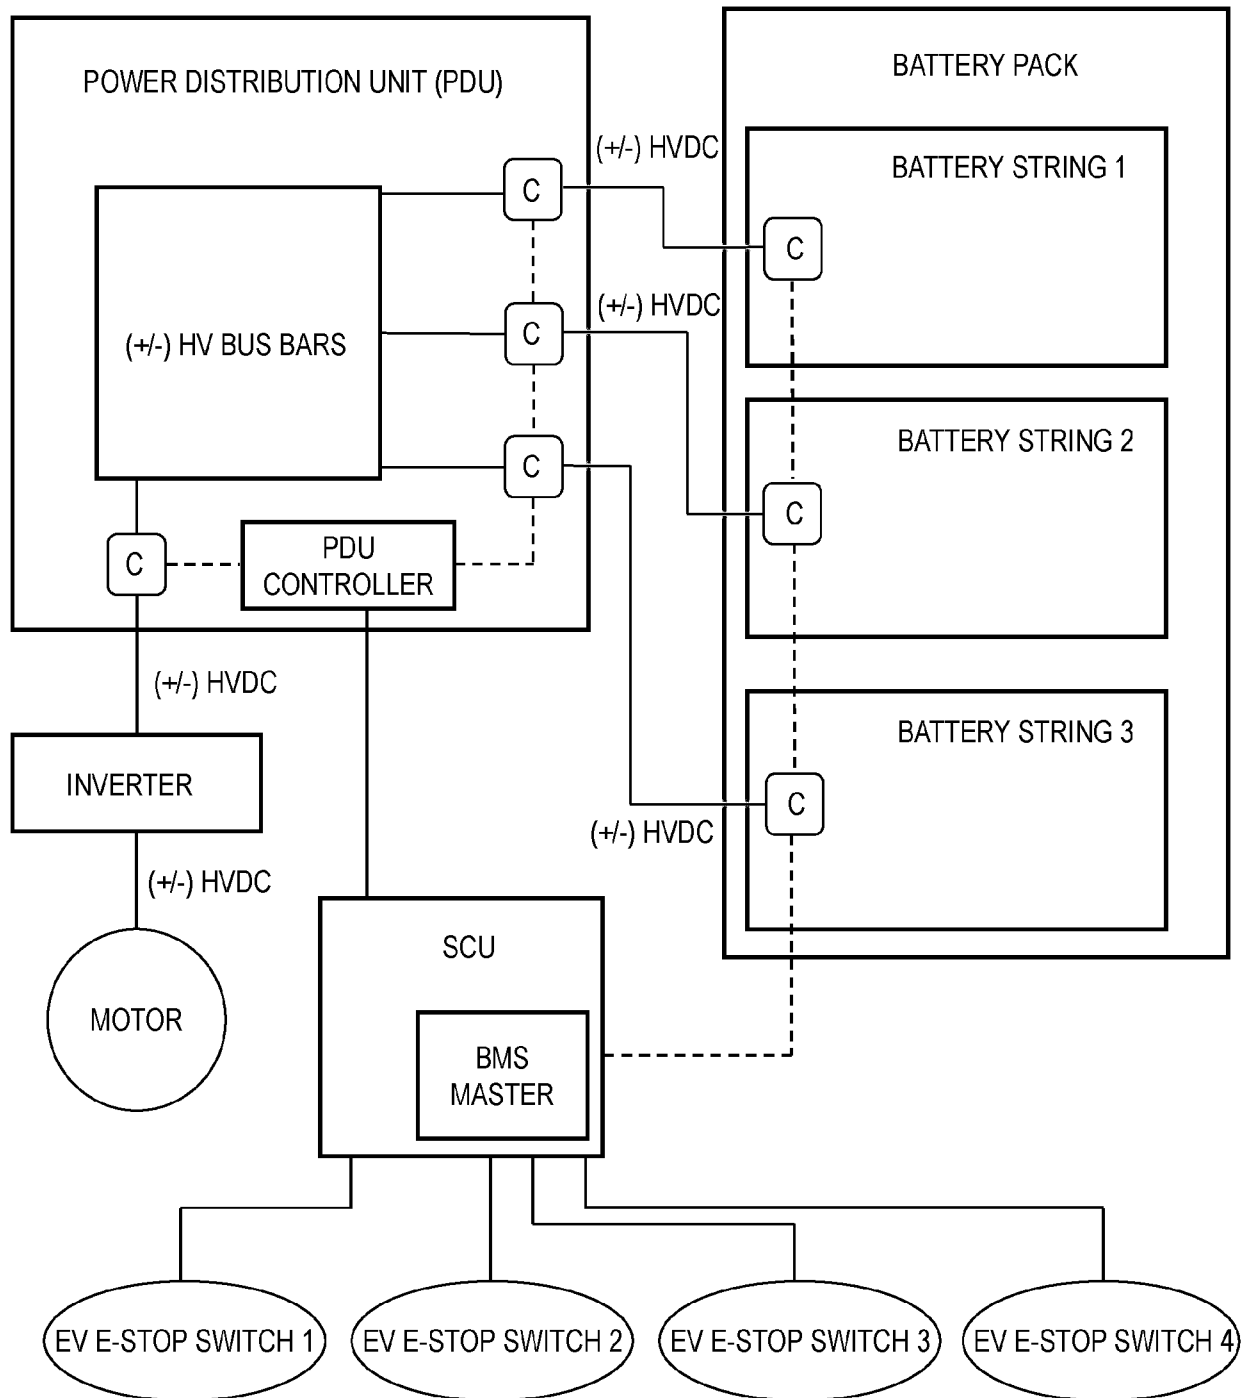 POWER DISTRIBUTION UNIT (PDU)
BATTERY PACK
(+/-) HVDC
BATTERY STRING 1
C
C
(+/-) HVDC
(+/-) HV BUS BARS
C
BATTERY STRING 2
C
C
C
PDU
CONTROLLER
(+/-) HVDC
BATTERY STRING 3
INVERTER
C
(+/-) HVDC
(+/-) HVDC
SCU
MOTOR
BMS
MASTER
EV E-STOP SWITCH 1
EV E-STOP SWITCH 2
EV E-STOP SWITCH 3
EV E-STOP SWITCH 4